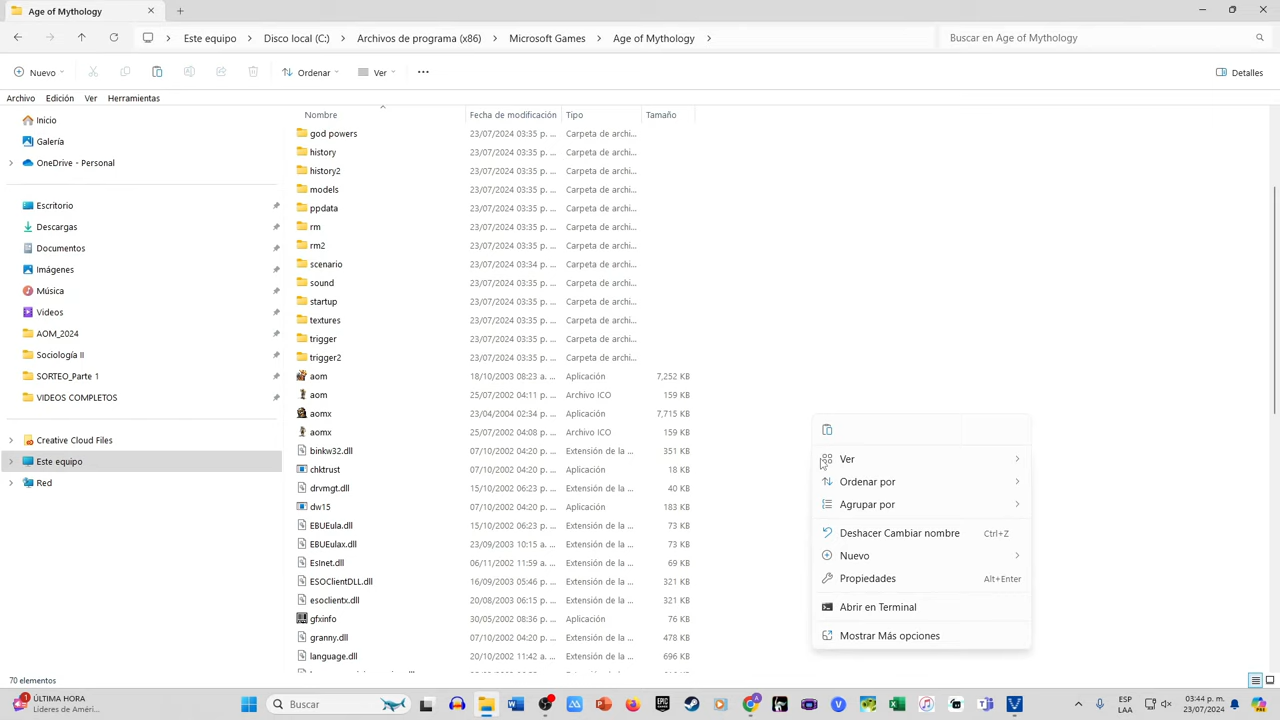 Age of Mythology
Este equipo > Disco local (C:) > Archivos de programa (x86) > Microsoft Games > Age of Mythology >
Buscar en Age of Mythology
Nuevo
Ordenar
Ver
Detalles
Archivo Edición Ver Herramientas
Inicio
Galería
OneDrive - Personal
Escritorio
Descargas
Documentos
Imágenes
Música
Videos
AOM_2024
Sociología II
SORTEO_Parte 1
VIDEOS COMPLETOS
Creative Cloud Files
Este equipo
Red
Nombre Fecha de modificación Tipo Tamaño
god powers 23/07/2024 03:35 p. ... Carpeta de archi...
history 23/07/2024 03:35 p. ... Carpeta de archi...
history2 23/07/2024 03:35 p. ... Carpeta de archi...
models 23/07/2024 03:35 p. ... Carpeta de archi...
ppdata 23/07/2024 03:35 p. ... Carpeta de archi...
rm 23/07/2024 03:35 p. ... Carpeta de archi...
rm2 23/07/2024 03:35 p. ... Carpeta de archi...
scenario 23/07/2024 03:34 p. ... Carpeta de archi...
sound 23/07/2024 03:35 p. ... Carpeta de archi...
startup 23/07/2024 03:35 p. ... Carpeta de archi...
textures 23/07/2024 03:35 p. ... Carpeta de archi...
trigger 23/07/2024 03:35 p. ... Carpeta de archi...
trigger2 23/07/2024 03:35 p. ... Carpeta de archi...
aom 18/10/2003 08:23 a. ... Aplicación 7,252 KB
aom 25/07/2002 04:11 p. ... Archivo ICO 159 KB
aomx 23/04/2004 02:34 p. ... Aplicación 7,715 KB
aomx 25/07/2002 04:08 p. ... Archivo ICO 159 KB
binkw32.dll 07/10/2002 04:20 p. ... Extensión de la ... 351 KB
chktrust 07/10/2002 04:20 p. ... Aplicación 18 KB
drvmgt.dll 15/10/2002 06:23 p. ... Extensión de la ... 40 KB
dw15 07/10/2002 04:20 p. ... Aplicación 183 KB
EBUEula.dll 15/10/2002 06:23 p. ... Extensión de la ... 73 KB
EBUEulax.dll 23/09/2003 10:15 a. ... Extensión de la ... 73 KB
EsInet.dll 06/11/2002 11:59 a. ... Extensión de la ... 69 KB
ESOClientDLL.dll 16/09/2003 05:46 p. ... Extensión de la ... 321 KB
esoclientx.dll 20/08/2003 06:15 p. ... Extensión de la ... 321 KB
gfxinfo 30/05/2002 08:36 p. ... Aplicación 76 KB
granny.dll 07/10/2002 04:20 p. ... Extensión de la ... 478 KB
language.dll 20/10/2002 11:42 a. ... Extensión de la ... 696 KB
Ver
Ordenar por
Agrupar por
Deshacer Cambiar nombre Ctrl+Z
Nuevo
Propiedades Alt+Enter
Abrir en Terminal
Mostrar Más opciones
70 elementos
1
ÚLTIMA HORA
Líderes de Améri...
Buscar
EPIC GAMES
ESP
LAA
03:44 p. m.
23/07/2024